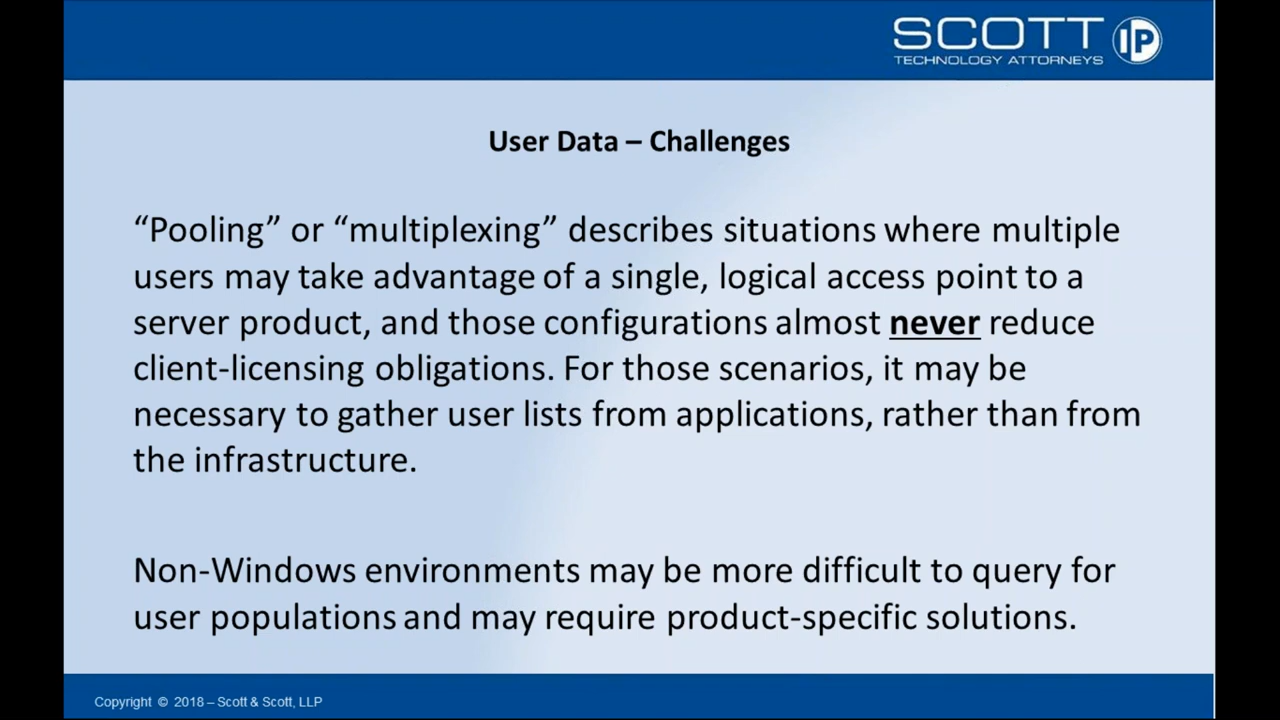 SCOTT IP
TECHNOLOGY ATTORNEYS
User Data – Challenges
“Pooling” or “multiplexing” describes situations where multiple
users may take advantage of a single, logical access point to a
server product, and those configurations almost never reduce
client-licensing obligations. For those scenarios, it may be
necessary to gather user lists from applications, rather than from
the infrastructure.
Non-Windows environments may be more difficult to query for
user populations and may require product-specific solutions.
Copyright © 2018 – Scott & Scott, LLP